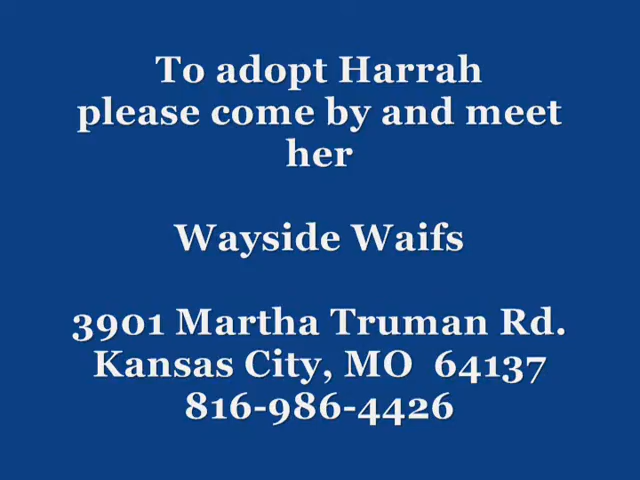 To adopt Harrah
please come by and meet
her
Wayside Waifs
3901 Martha Truman Rd.
Kansas City, MO  64137
816-986-4426